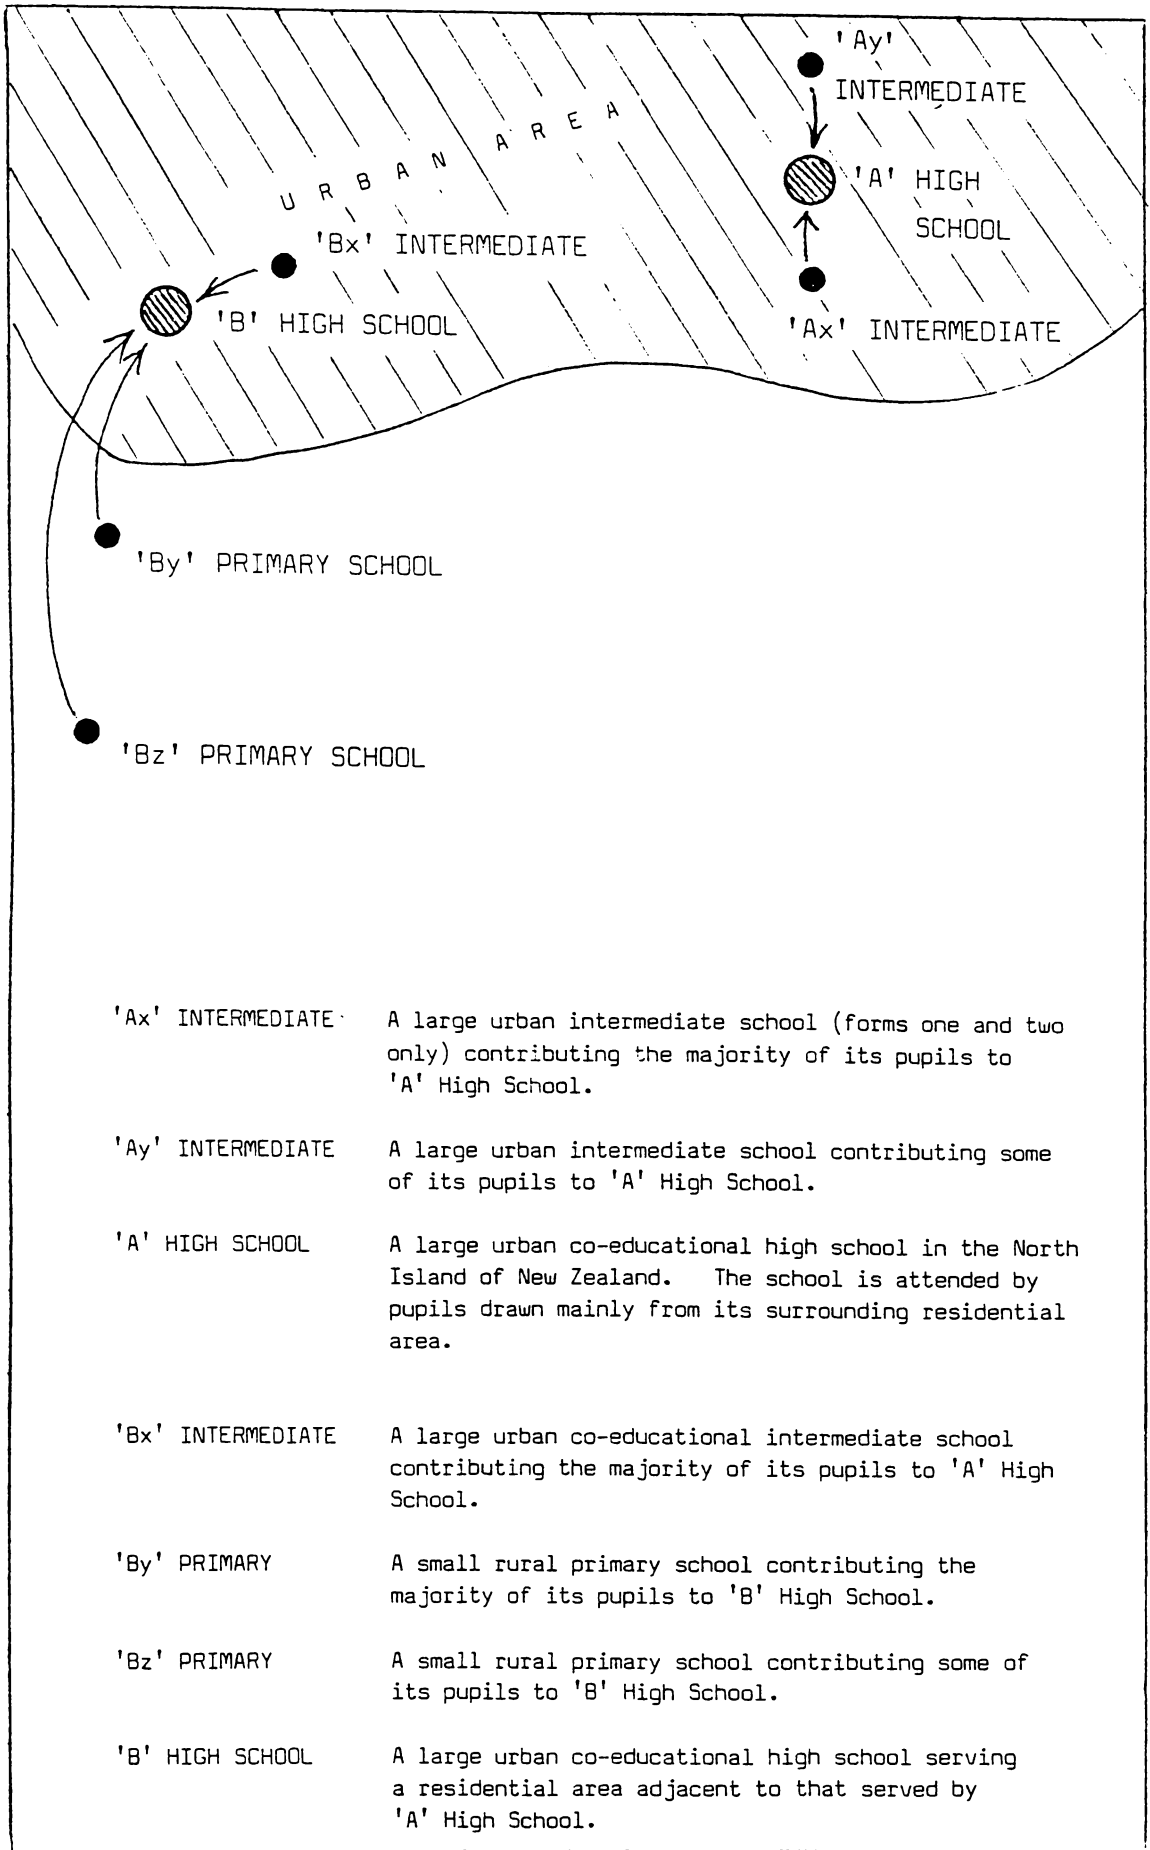 'Ay'
INTERMEDIATE
URBAN AREA
'A' HIGH
SCHOOL
'Bx' INTERMEDIATE
'B' HIGH SCHOOL
'Ax' INTERMEDIATE
'By' PRIMARY SCHOOL
'Bz' PRIMARY SCHOOL
'Ax' INTERMEDIATE A large urban intermediate school (forms one and two
only) contributing the majority of its pupils to
'A' High School.
'Ay' INTERMEDIATE A large urban intermediate school contributing some
of its pupils to 'A' High School.
'A' HIGH SCHOOL A large urban co-educational high school in the North
Island of New Zealand. The school is attended by
pupils drawn mainly from its surrounding residential
area.
'Bx' INTERMEDIATE A large urban co-educational intermediate school
contributing the majority of its pupils to 'A' High
School.
'By' PRIMARY A small rural primary school contributing the
majority of its pupils to 'B' High School.
'Bz' PRIMARY A small rural primary school contributing some of
its pupils to 'B' High School.
'B' HIGH SCHOOL A large urban co-educational high school serving
a residential area adjacent to that served by
'A' High School.